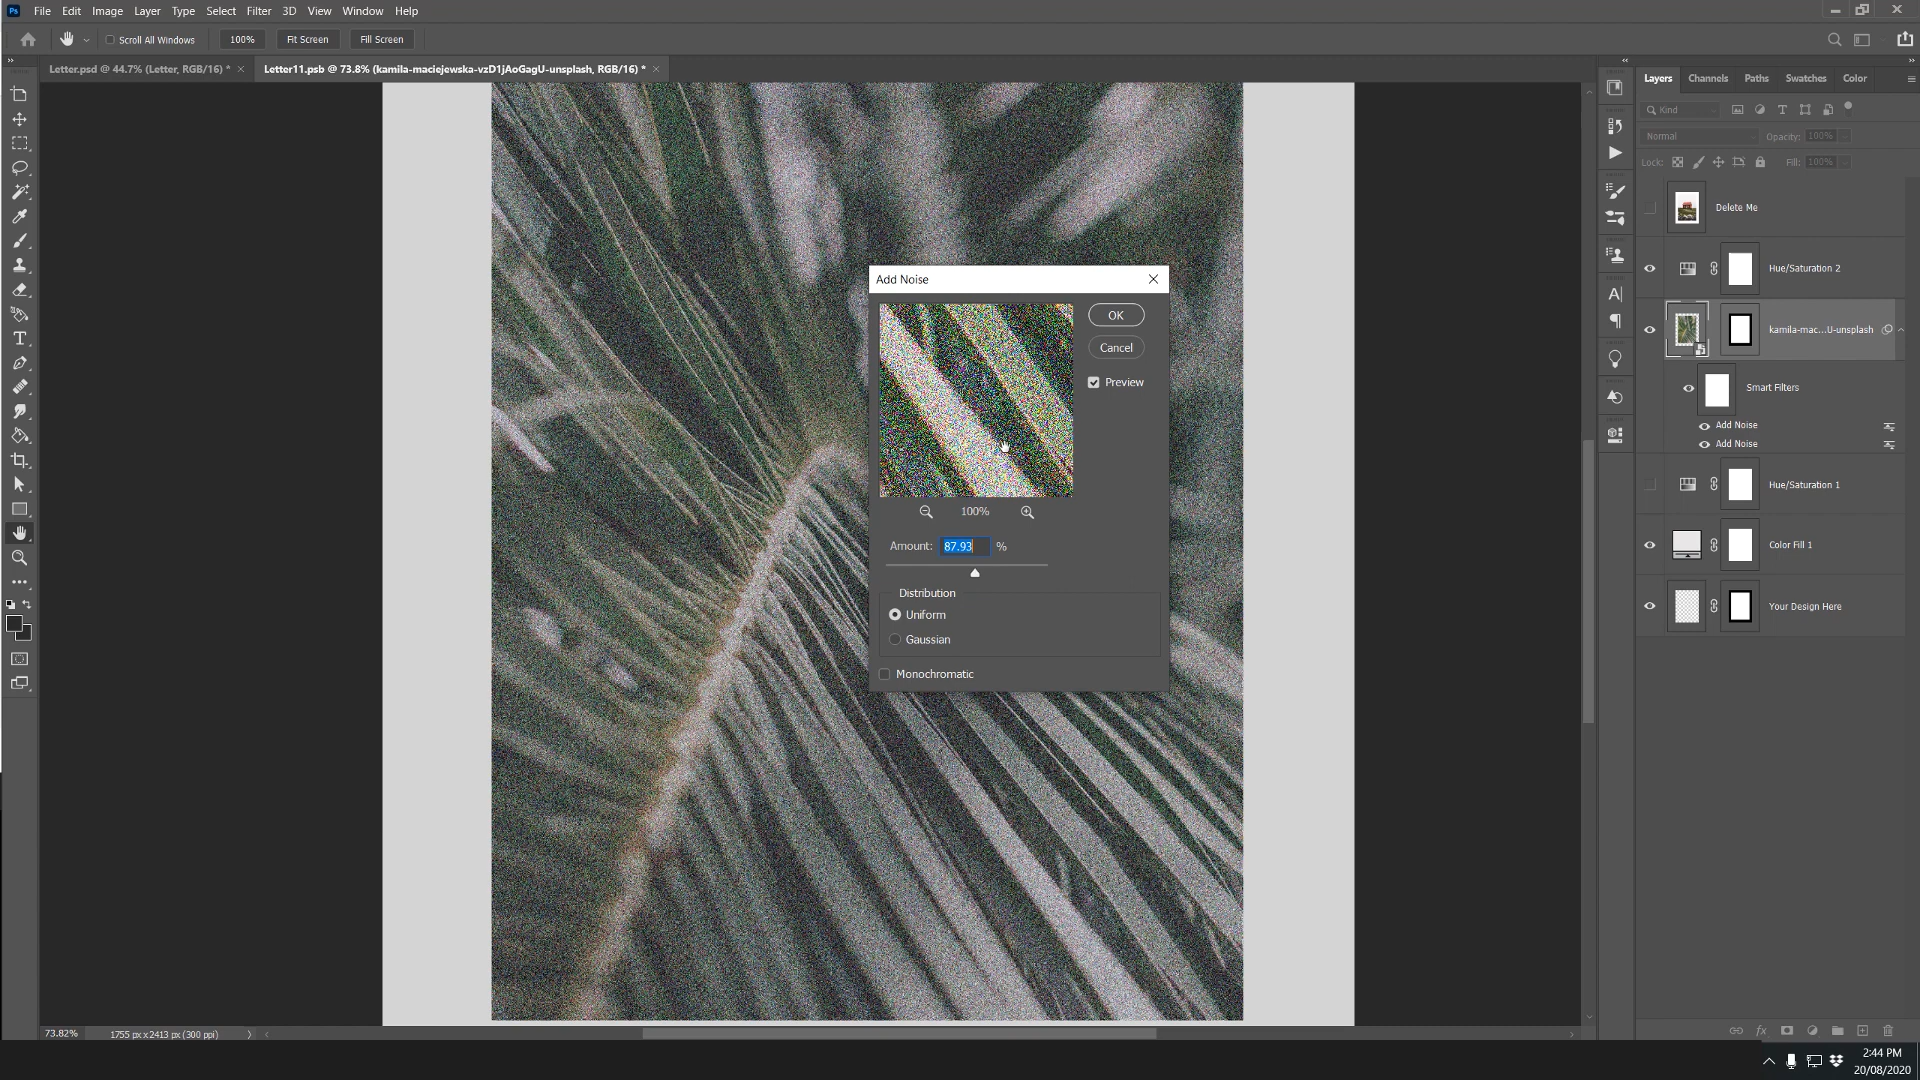 Ps File Edit Image Layer Type Select Filter 3D View Window Help
Scroll All Windows 100% Fit Screen Fill Screen
Letter.psd @ 44.7% (Letter, RGB/16) * × Letter11.psb @ 73.8% (kamila-maciejewska-vzD1jAoGagU-unsplash, RGB/16) * ×
Layers Channels Paths Swatches Color
Kind
Normal Opacity: 100%
Lock: Fill: 100%
Delete Me
Hue/Saturation 2
kamila-mac...U-unsplash
Smart Filters
Add Noise
Add Noise
Hue/Saturation 1
Color Fill 1
Your Design Here
Add Noise
OK
Cancel
Preview
100%
Amount: 87.93 %
Distribution
Uniform
Gaussian
Monochromatic
73.82% 1755 px x 2413 px (300 ppi)
fx
2:44 PM
20/08/2020